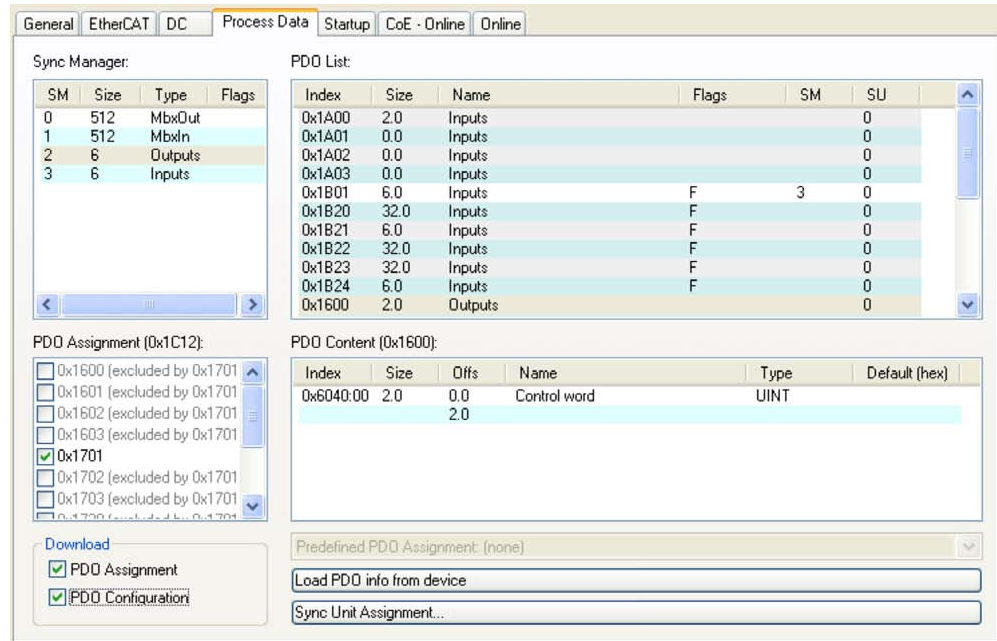 General EtherCAT DC Process Data Startup CoE - Online Online
Sync Manager:
SM Size Type Flags
0 512 MbxOut
1 512 MbxIn
2 6 Outputs
3 6 Inputs
PDO List:
Index Size Name Flags SM SU
0x1A00 2.0 Inputs 0
0x1A01 0.0 Inputs 0
0x1A02 0.0 Inputs 0
0x1A03 0.0 Inputs 0
0x1B01 6.0 Inputs F 3 0
0x1B20 32.0 Inputs F 0
0x1B21 6.0 Inputs F 0
0x1B22 32.0 Inputs F 0
0x1B23 32.0 Inputs F 0
0x1B24 6.0 Inputs F 0
0x1600 2.0 Outputs 0
PDO Assignment (0x1C12):
0x1600 (excluded by 0x1701
0x1601 (excluded by 0x1701
0x1602 (excluded by 0x1701
0x1603 (excluded by 0x1701
0x1701
0x1702 (excluded by 0x1701
0x1703 (excluded by 0x1701
PDO Content (0x1600):
Index Size Offs Name Type Default (hex)
0x6040:00 2.0 0.0 Control word UINT
2.0
Download
PDO Assignment
PDO Configuration
Predefined PDO Assignment: (none)
Load PDO info from device
Sync Unit Assignment...